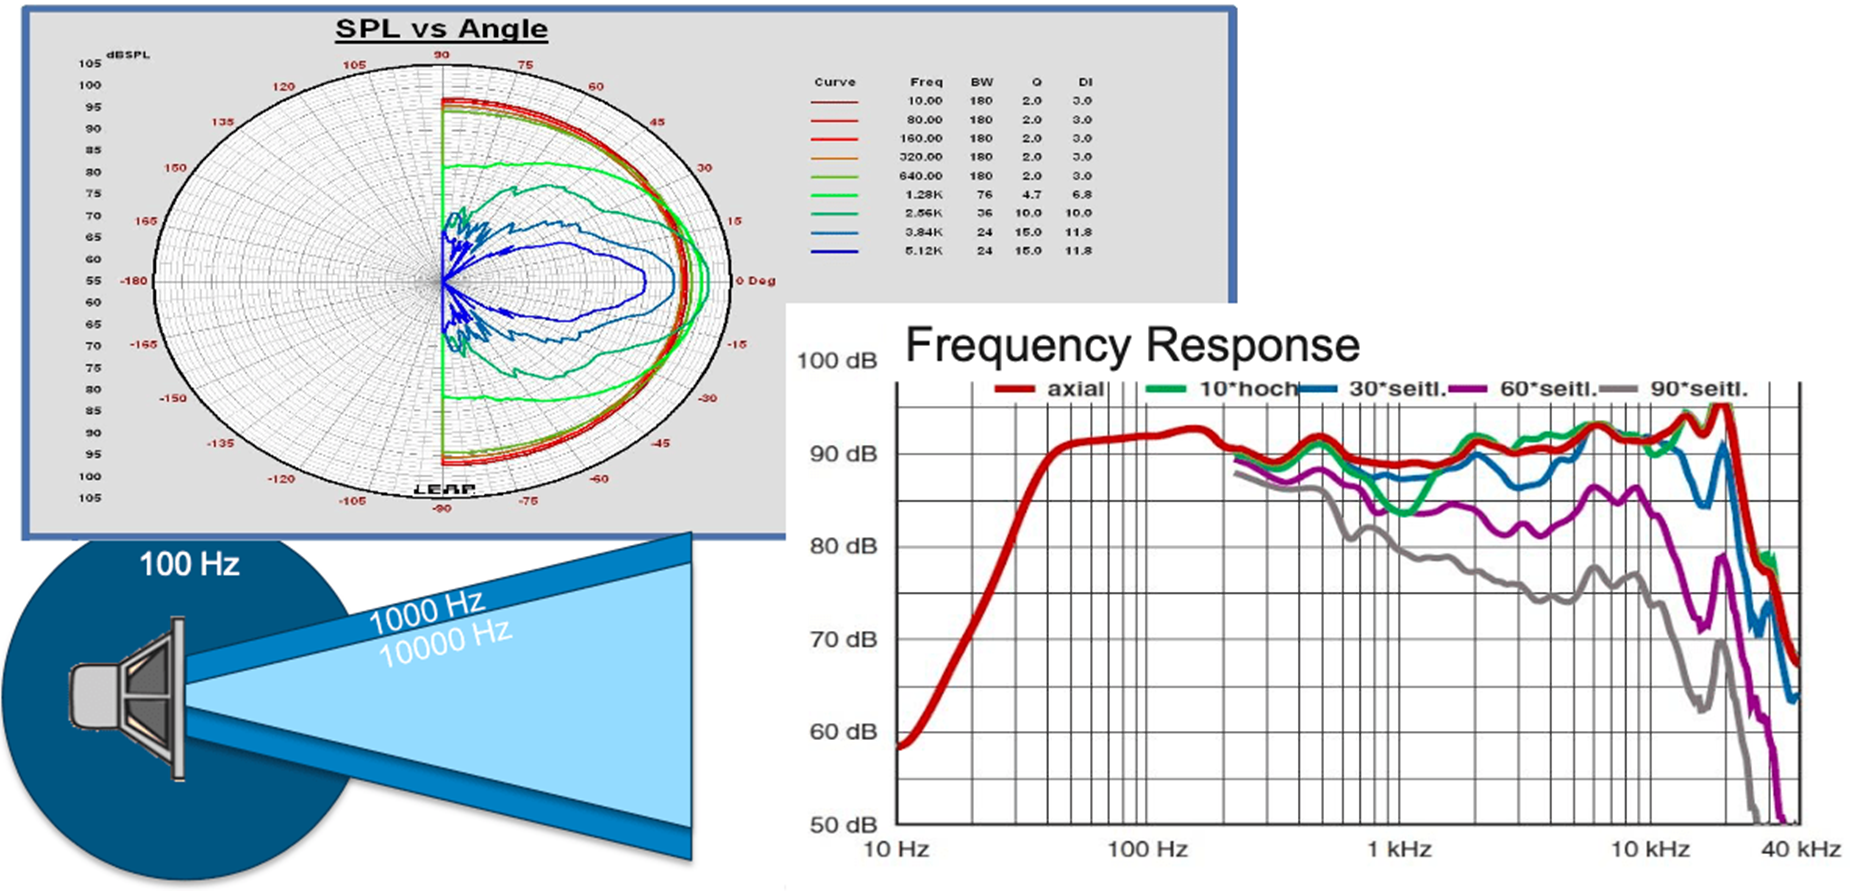 SPL vs Angle
dBSPL
105
100
95
90
85
80
75
70
65
60
55
60
65
70
75
80
85
90
95
100
105
90
105
75
120
60
135
45
150
30
165
15
-180
0 Deg
-165
-15
-150
-30
-135
-45
-120
-60
-105
-75
-90
LEAP
Curve Freq BW Q DI
10.00 180 2.0 3.0
80.00 180 2.0 3.0
160.00 180 2.0 3.0
320.00 180 2.0 3.0
640.00 180 2.0 3.0
1.28K 76 4.7 6.8
2.56K 36 10.0 10.0
3.84K 24 15.0 11.8
5.12K 24 15.0 11.8
100 Hz
1000 Hz
10000 Hz
Frequency Response
axial 10*hoch 30*seitl. 60*seitl. 90*seitl.
100 dB
90 dB
80 dB
70 dB
60 dB
50 dB
10 Hz 100 Hz 1 kHz 10 kHz 40 kHz